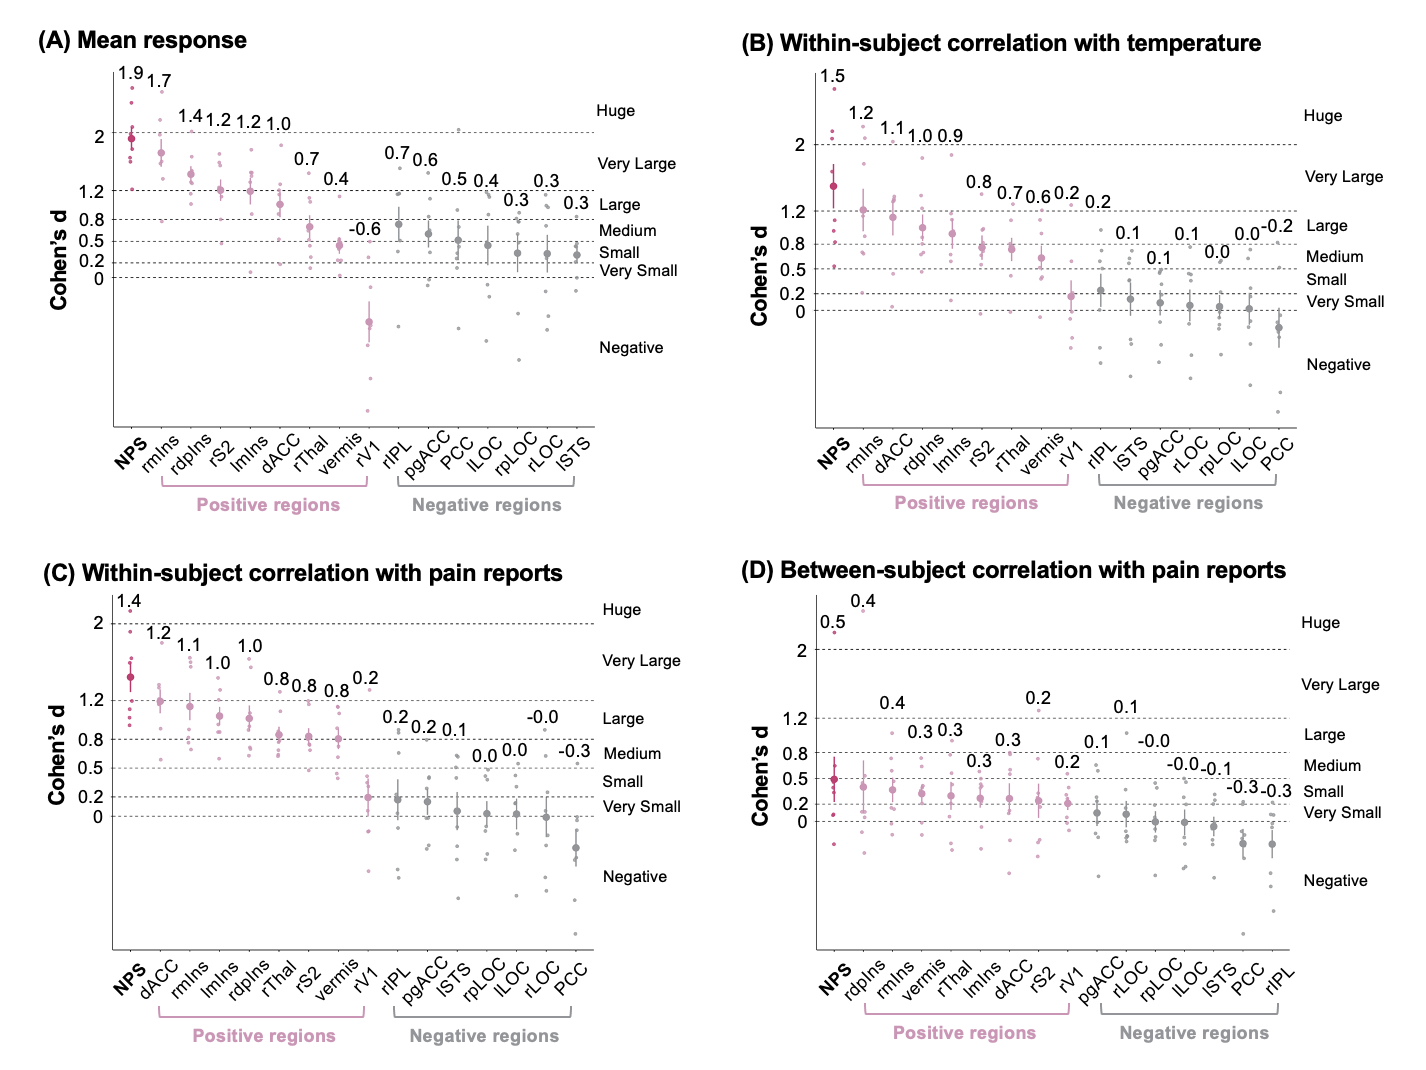 (A) Mean response
1.9 1.7 1.4 1.2 1.2 1.0 0.7 0.4 -0.6 0.7 0.6 0.5 0.4 0.3 0.3 0.3
Cohen's d
2
1.2
0.8
0.5
0.2
0
Huge
Very Large
Large
Medium
Small
Very Small
Negative
NPS rmIns rdpIns rS2 lmIns dACC rThal vermis rV1 rIPL pgACC PCC lLOC rpLOC rLOC lSTS
Positive regions Negative regions
(B) Within-subject correlation with temperature
1.5 1.2 1.1 1.0 0.9 0.8 0.7 0.6 0.2 0.2 0.1 0.1 0.1 0.0 0.0 -0.2
Cohen's d
2
1.2
0.8
0.5
0.2
0
Huge
Very Large
Large
Medium
Small
Very Small
Negative
NPS rmIns dACC rdpIns lmIns rS2 rThal vermis rV1 rIPL lSTS pgACC rLOC rpLOC lLOC PCC
Positive regions Negative regions
(C) Within-subject correlation with pain reports
1.4 1.2 1.1 1.0 1.0 0.8 0.8 0.8 0.2 0.2 0.2 0.1 0.0 0.0 -0.0 -0.3
Cohen's d
2
1.2
0.8
0.5
0.2
0
Huge
Very Large
Large
Medium
Small
Very Small
Negative
NPS dACC rmIns lmIns rdpIns rThal rS2 vermis rV1 rIPL pgACC lSTS rpLOC lLOC rLOC PCC
Positive regions Negative regions
(D) Between-subject correlation with pain reports
0.5 0.4 0.4 0.3 0.3 0.3 0.3 0.2 0.2 0.1 0.1 -0.0 -0.0 -0.1 -0.3 -0.3
Cohen's d
2
1.2
0.8
0.5
0.2
0
Huge
Very Large
Large
Medium
Small
Very Small
Negative
NPS rdpIns rmIns vermis rThal lmIns dACC rS2 rV1 pgACC rLOC rpLOC lLOC lSTS PCC rIPL
Positive regions Negative regions